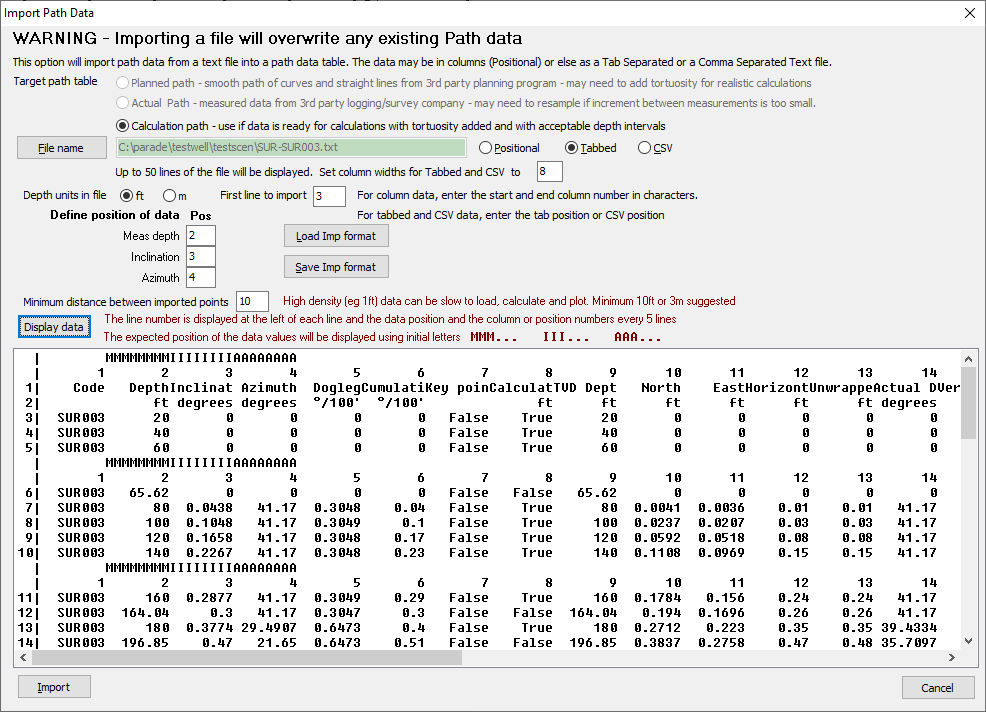 Import Path Data
WARNING - Importing a file will overwrite any existing Path data
This option will import path data from a text file into a path data table. The data may be in columns (Positional) or else as a Tab Separated or a Comma Separated Text file.
Target path table Planned path - smooth path of curves and straight lines from 3rd party planning program - may need to add tortuosity for realistic calculations
Actual Path - measured data from 3rd party logging/survey company - may need to resample if increment between measurements is too small.
Calculation path - use if data is ready for calculations with tortuosity added and with acceptable depth intervals
File name C:\parade\testwell\testscen\SUR-SUR003.txt Positional Tabbed CSV
Up to 50 lines of the file will be displayed. Set column widths for Tabbed and CSV to 8
Depth units in file ft m First line to import 3 For column data, enter the start and end column number in characters.
Define position of data Pos For tabbed and CSV data, enter the tab position or CSV position
Meas depth 2 Load Imp format
Inclination 3 Save Imp format
Azimuth 4
Minimum distance between imported points 10 High density (eg 1ft) data can be slow to load, calculate and plot. Minimum 10ft or 3m suggested
Display data The line number is displayed at the left of each line and the data position and the column or position numbers every 5 lines
The expected position of the data values will be displayed using initial letters MMM... III... AAA...
| MMMMMMMMIIIIIIIIAAAAAAAA
| 1 2 3 4 5 6 7 8 9 10 11 12 13 14
1| Code DepthInclinat Azimuth DoglegCumulatiKey poinCalculatTVD Dept North EastHorizontUnwrappeActual DVer
2| ft degrees degrees °/100' °/100' ft ft ft ft ft ft degrees
3| SUR003 20 0 0 0 0 False True 20 0 0 0 0 0
4| SUR003 40 0 0 0 0 False True 40 0 0 0 0 0
5| SUR003 60 0 0 0 0 False True 60 0 0 0 0 0
| MMMMMMMMIIIIIIIIAAAAAAAA
| 1 2 3 4 5 6 7 8 9 10 11 12 13 14
6| SUR003 65.62 0 0 0 0 False False 65.62 0 0 0 0 0
7| SUR003 80 0.0438 41.17 0.3048 0.04 False True 80 0.0041 0.0036 0.01 0.01 41.17
8| SUR003 100 0.1048 41.17 0.3049 0.1 False True 100 0.0237 0.0207 0.03 0.03 41.17
9| SUR003 120 0.1658 41.17 0.3048 0.17 False True 120 0.0592 0.0518 0.08 0.08 41.17
10| SUR003 140 0.2267 41.17 0.3048 0.23 False True 140 0.1108 0.0969 0.15 0.15 41.17
| MMMMMMMMIIIIIIIIAAAAAAAA
| 1 2 3 4 5 6 7 8 9 10 11 12 13 14
11| SUR003 160 0.2877 41.17 0.3049 0.29 False True 160 0.1784 0.156 0.24 0.24 41.17
12| SUR003 164.04 0.3 41.17 0.3047 0.3 False False 164.04 0.194 0.1696 0.26 0.26 41.17
13| SUR003 180 0.3774 29.4907 0.6473 0.4 False True 180 0.2712 0.223 0.35 0.35 39.4334
14| SUR003 196.85 0.47 21.65 0.6473 0.51 False False 196.85 0.3837 0.2758 0.47 0.48 35.7097
Import Cancel